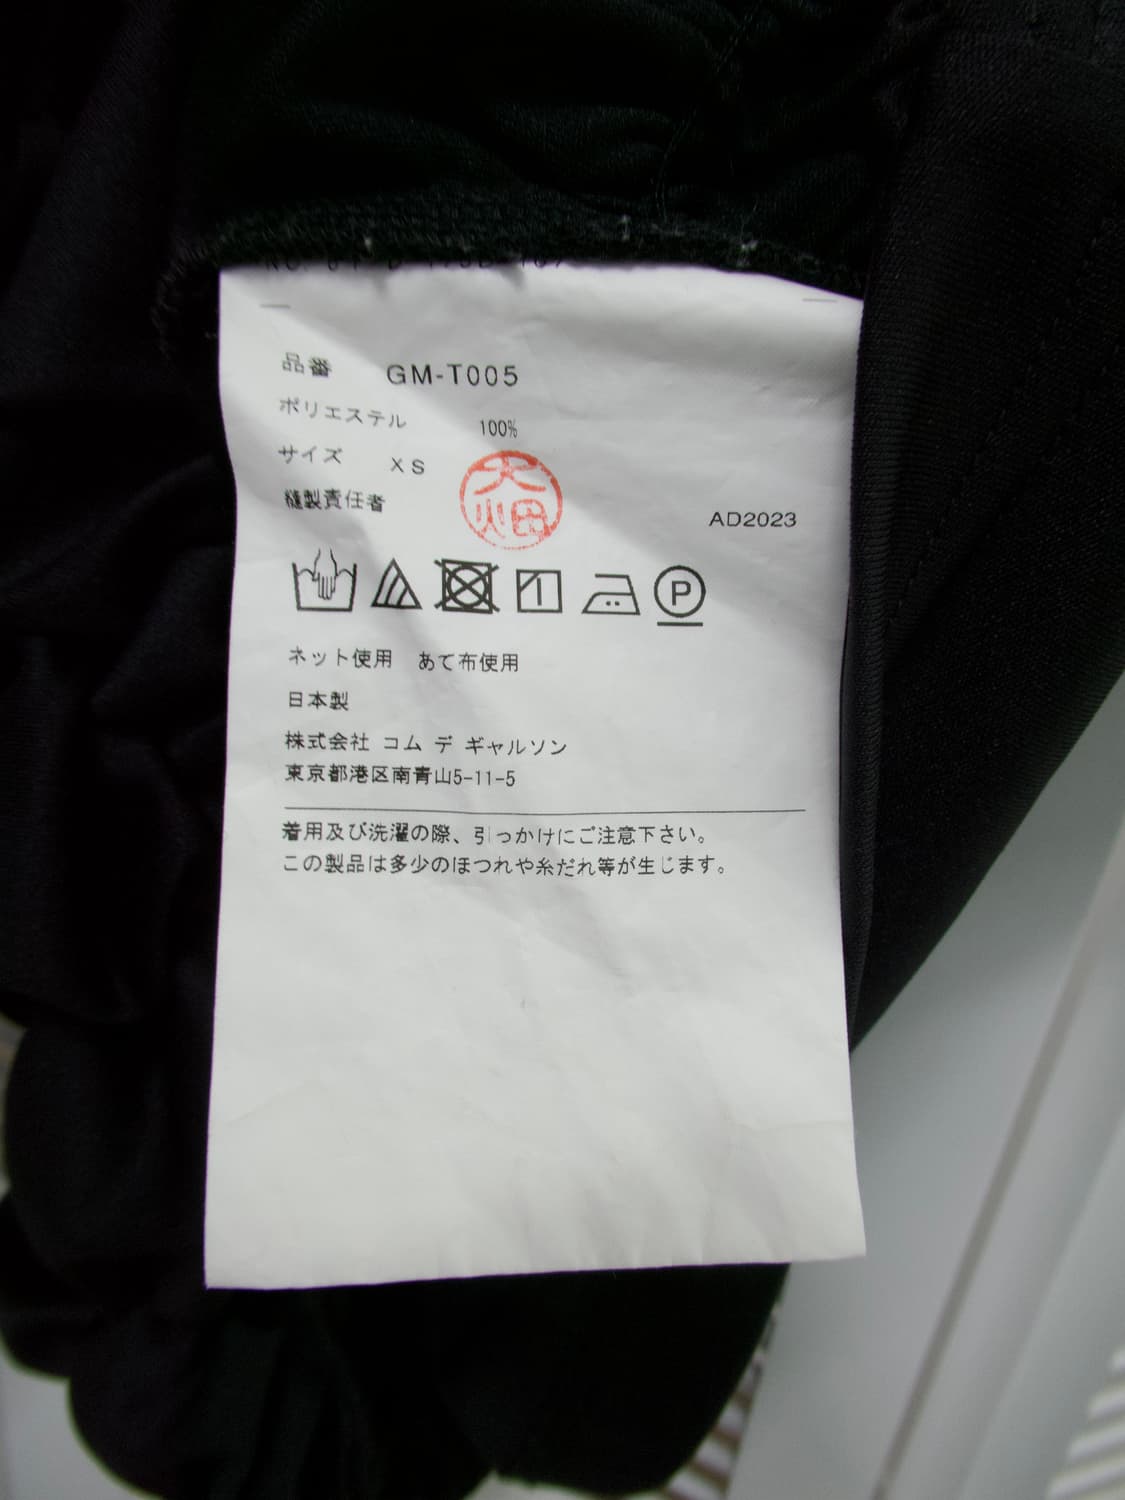 品番 GM-T005
ポリエステル 100%
サイズ XS
縫製責任者 大畑
AD2023
P
ネット使用 あて布使用
日本製
株式会社 コム デ ギャルソン
東京都港区南青山5-11-5
着用及び洗濯の際、引っかけにご注意下さい。
この製品は多少のほつれや糸だれ等が生じます。